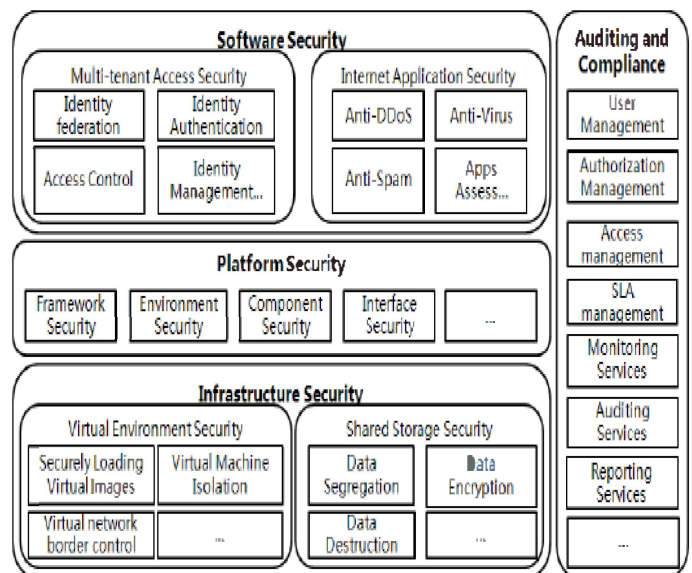 Software Security
Multi-tenant Access Security
Identity
federation
Identity
Authentication
Access Control
Identity
Management...
Internet Application Security
Anti-DDoS
Anti-Virus
Anti-Spam
Apps
Assess...
Platform Security
Framework
Security
Environment
Security
Component
Security
Interface
Security
...
Infrastructure Security
Virtual Environment Security
Securely Loading
Virtual Images
Virtual Machine
Isolation
Virtual network
border control
...
Shared Storage Security
Data
Segregation
Data
Encryption
Data
Destruction
...
Auditing and
Compliance
User
Management
Authorization
Management
Access
management
SLA
management
Monitoring
Services
Auditing
Services
Reporting
Services
...